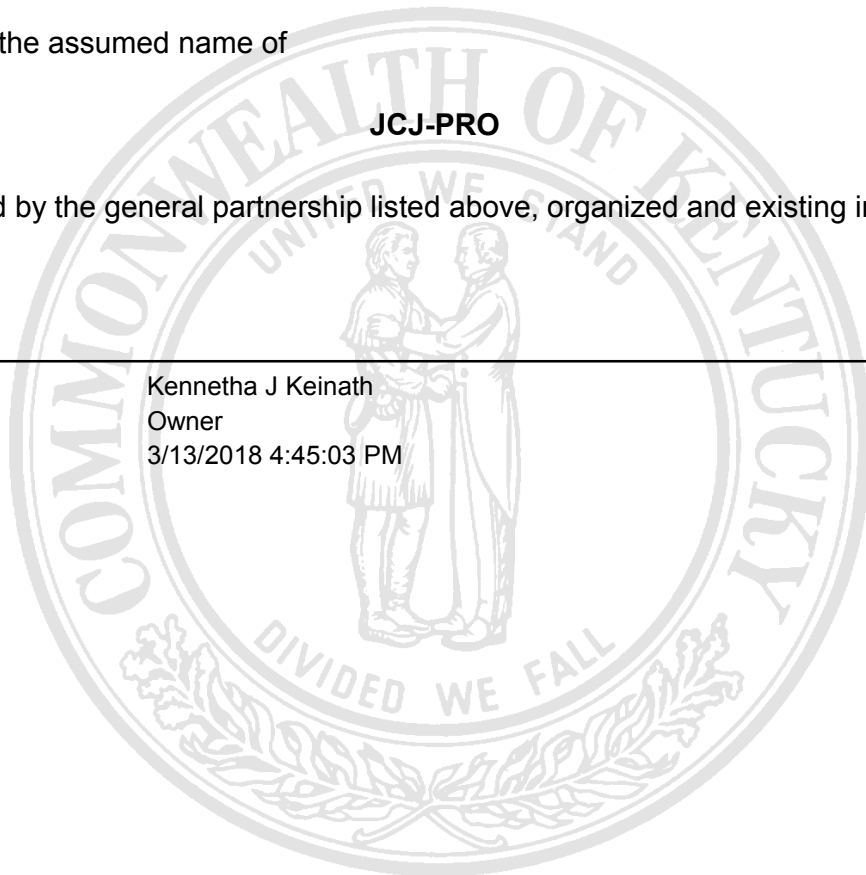 the assumed name of
JCJ-PRO
by the general partnership listed above, organized and existing
Kennetha J Keinath
Owner
3/13/2018 4:45:03 PM
COMMONWEALTH OF KENTUCKY
UNITED WE STAND
DIVIDED WE FALL